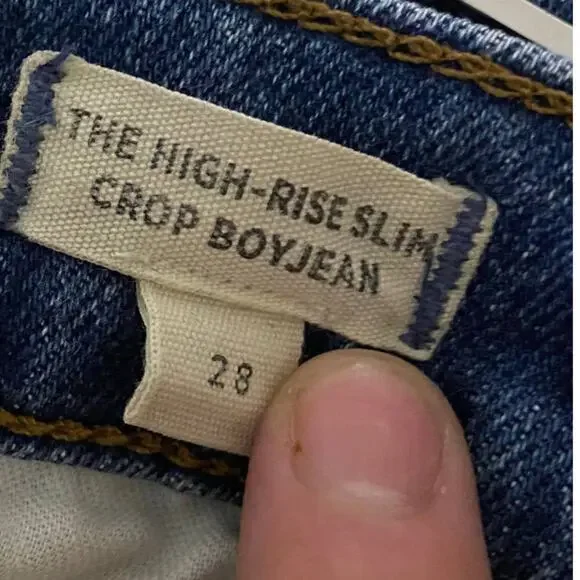 THE HIGH-RISE SLIM
CROP BOYJEAN
28